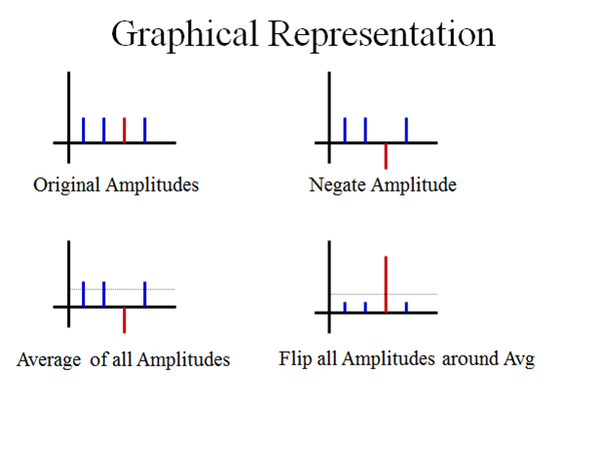 Graphical Representation
Original Amplitudes
Negate Amplitude
Average of all Amplitudes
Flip all Amplitudes around Avg